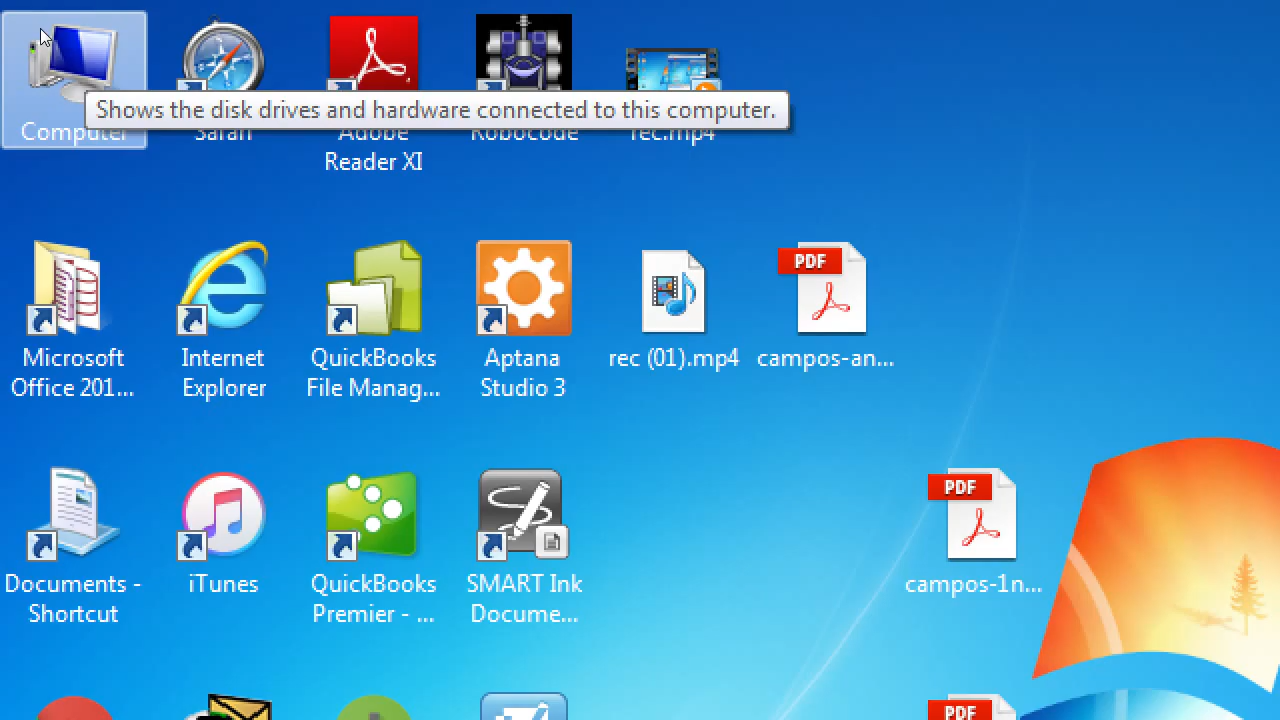 Shows the disk drives and hardware connected to this computer.
Computer
Safari
Adobe
Reader XI
Robocode
rec.mp4
Microsoft
Office 201...
Internet
Explorer
QuickBooks
File Manag...
Aptana
Studio 3
rec (01).mp4
PDF
campos-an...
Documents -
Shortcut
iTunes
QuickBooks
Premier - ...
SMART Ink
Docume...
PDF
campos-1n...
PDF